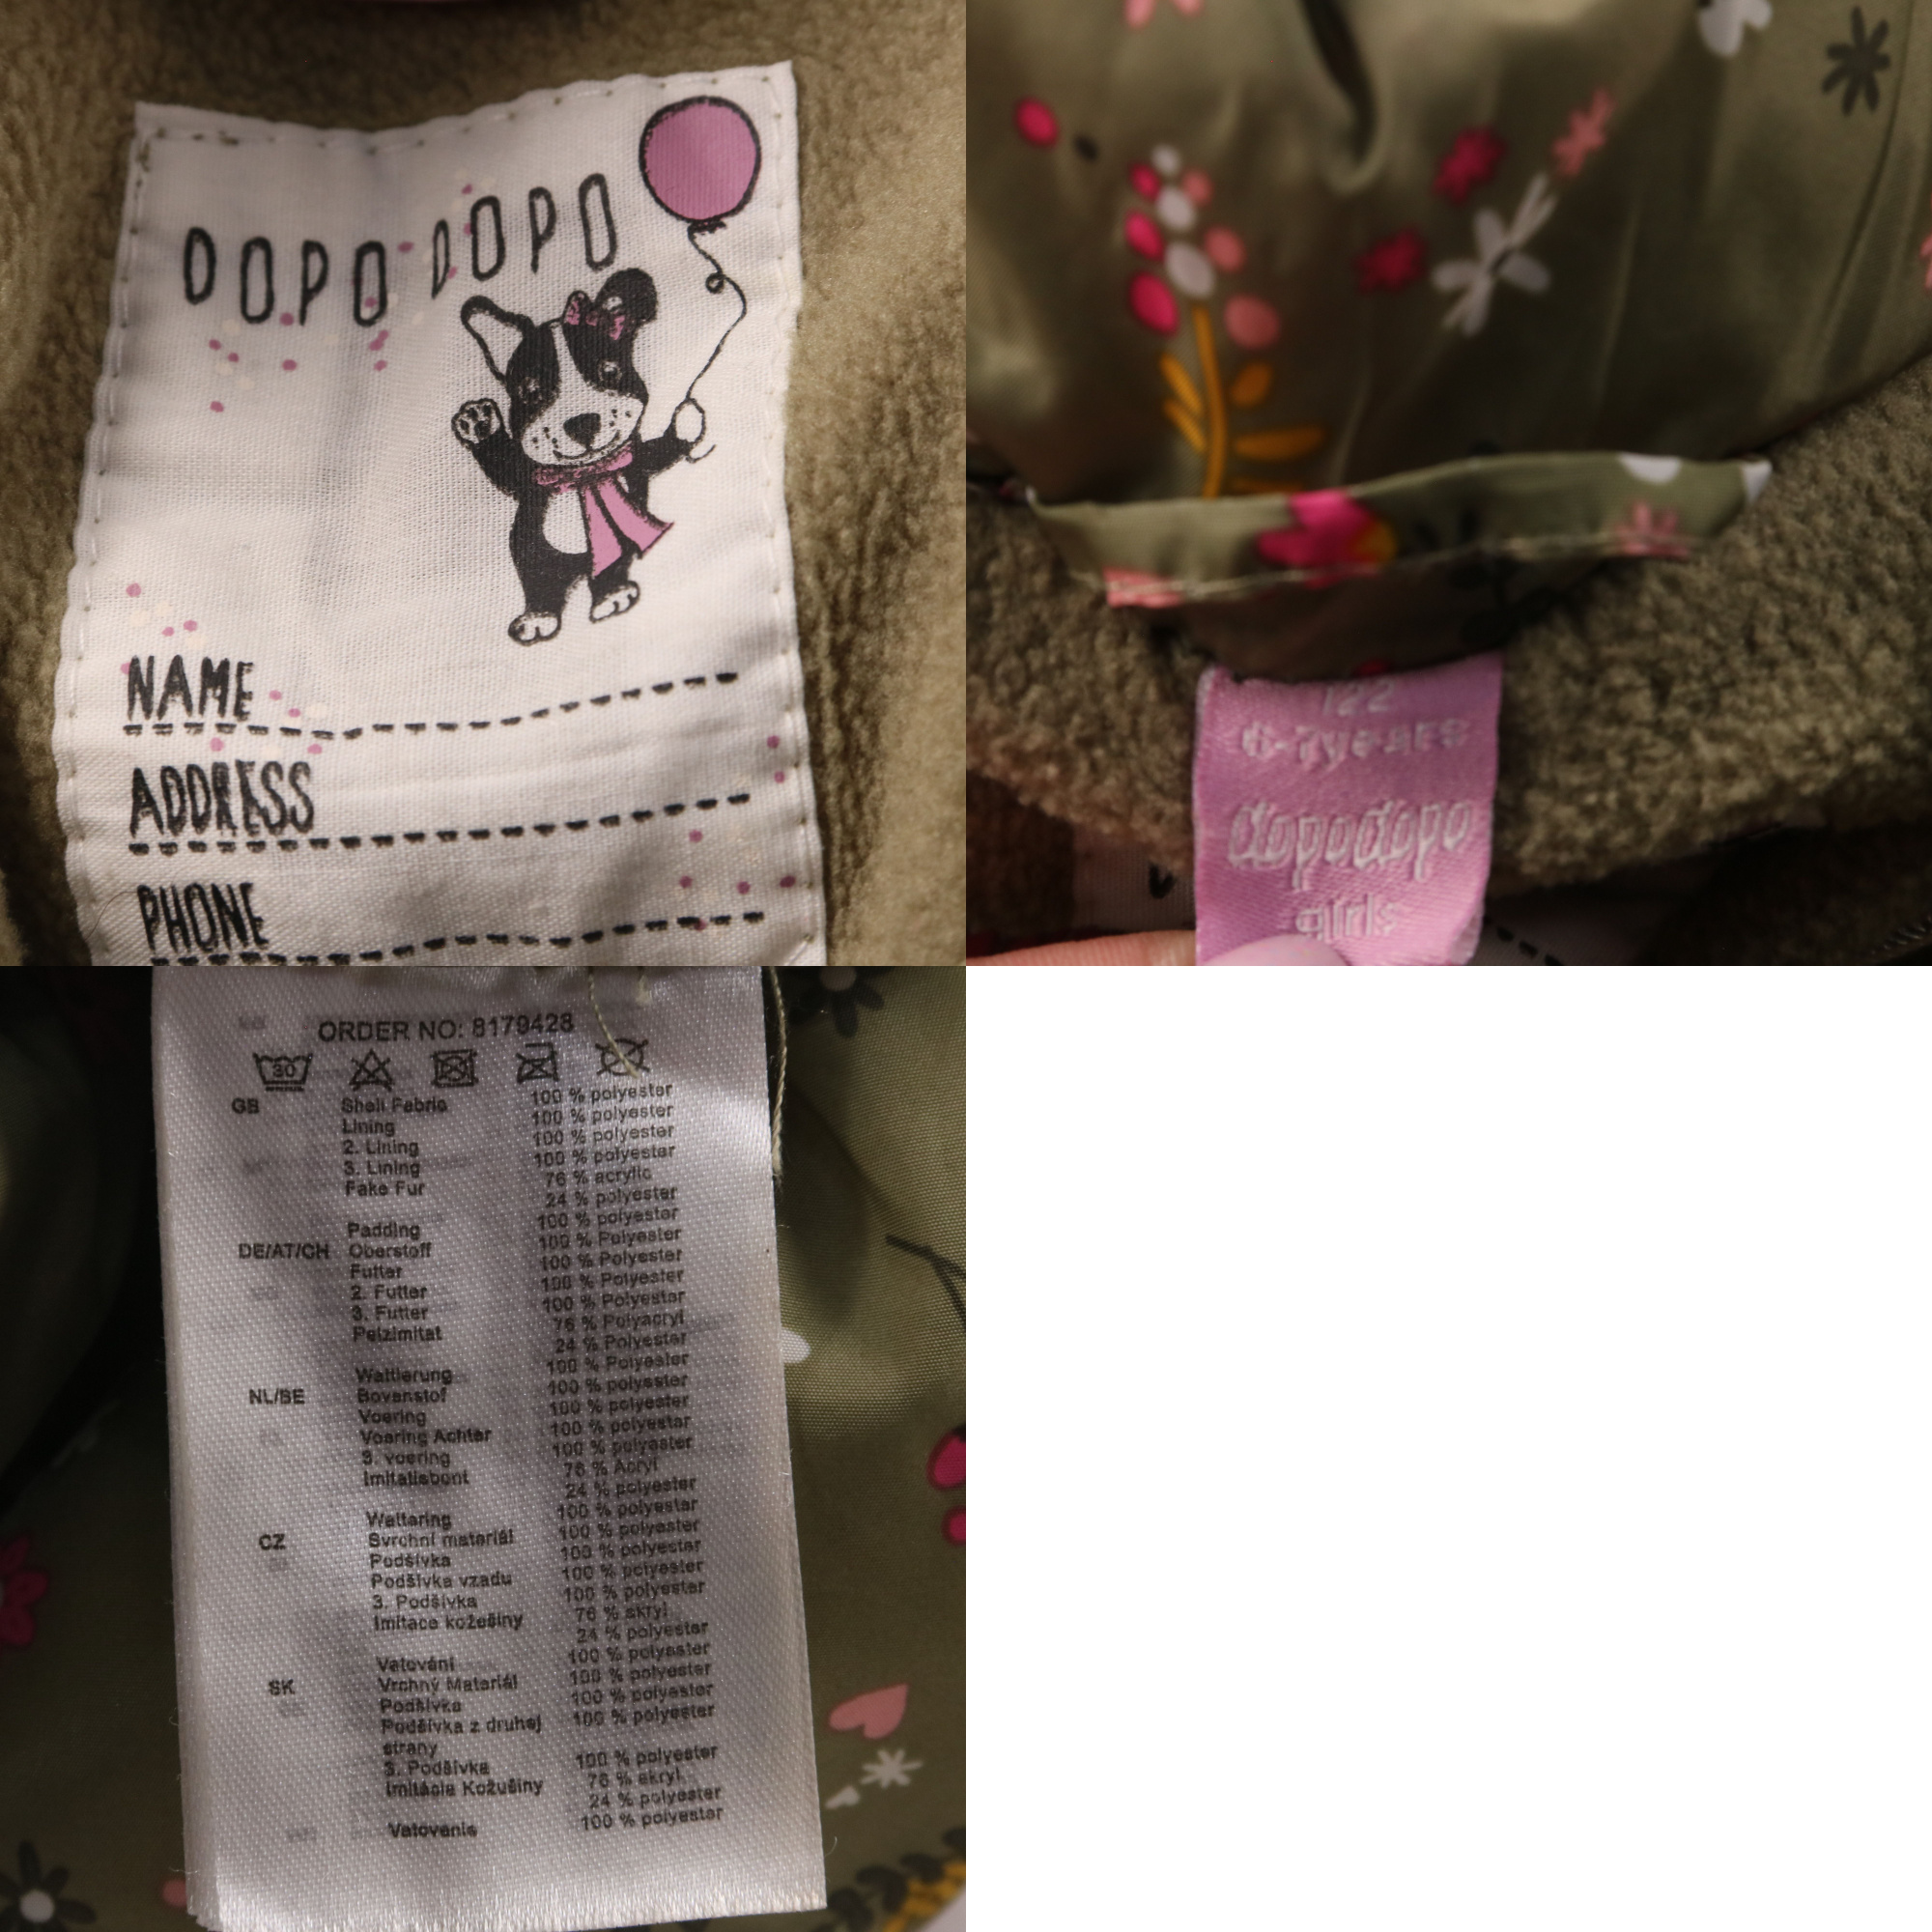 DOPO DOPO
NAME
ADDRESS
PHONE
122
6-7years
dopodopo
girls
ORDER NO: 8179428
30
GB Shell Fabric 100 % polyester
Lining 100 % polyester
2. Lining 100 % polyester
3. Lining 100 % polyester
Fake Fur 76 % acrylic
24 % polyester
Padding 100 % polyester
DE/AT/CH Oberstoff 100 % Polyester
Futter 100 % Polyester
2. Futter 100 % Polyester
3. Futter 100 % Polyester
Pelzimitat 76 % Polyacryl
24 % Polyester
Wattierung 100 % Polyester
NL/BE Bovenstof 100 % polyester
Voering 100 % polyester
Voering Achter 100 % polyester
3. voering 100 % polyester
Imitatiebont 76 % Acryl
24 % polyester
Wattering 100 % polyester
CZ Svrchní materiál 100 % polyester
Podšívka 100 % polyester
Podšívka vzadu 100 % polyester
3. Podšívka 100 % polyester
Imitace kožešiny 76 % akryl
24 % polyester
Vatování 100 % polyester
SK Vrchný Materiál 100 % polyester
Podšívka 100 % polyester
Podšívka z druhej 100 % polyester
strany
3. Podšívka 100 % polyester
Imitácia Kožušiny 76 % akryl
24 % polyester
Vatovanie 100 % polyester